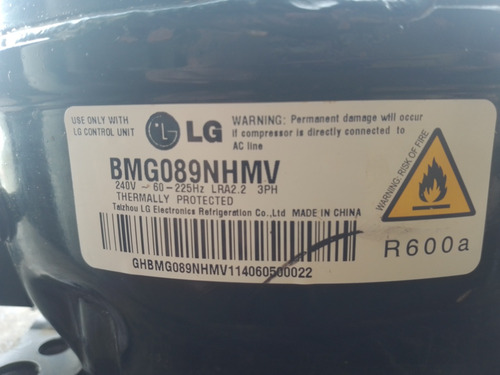 USE ONLY WITH
LG CONTROL UNIT
LG
WARNING: Permanent damage will occur
if compressor is directly connected to
AC line
BMG089NHMV
240V ~ 60-225Hz LRA2.2 3PH
THERMALLY PROTECTED
Taizhou LG Electronics Refrigeration Co.,Ltd MADE IN CHINA
GHBMG089NHMV114060500022
WARNING: RISK OF FIRE
R600a